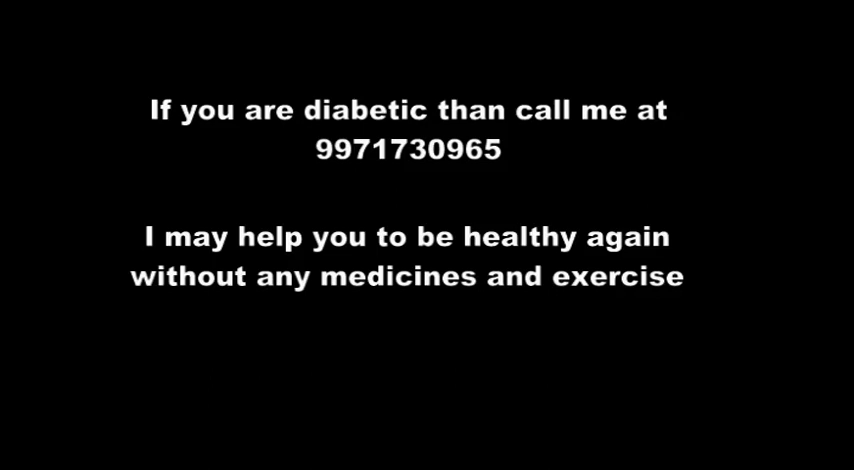 If you are diabetic than call me at
9971730965
I may help you to be healthy again
without any medicines and exercise